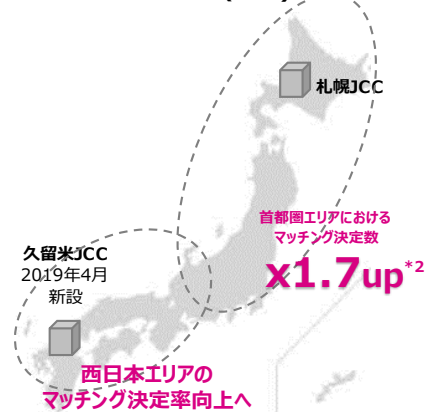 札幌JCC
首都圏エリアにおける
マッチング決定数
x1.7up*2
久留米JCC
2019年4月
新設
西日本エリアの
マッチング決定率向上へ